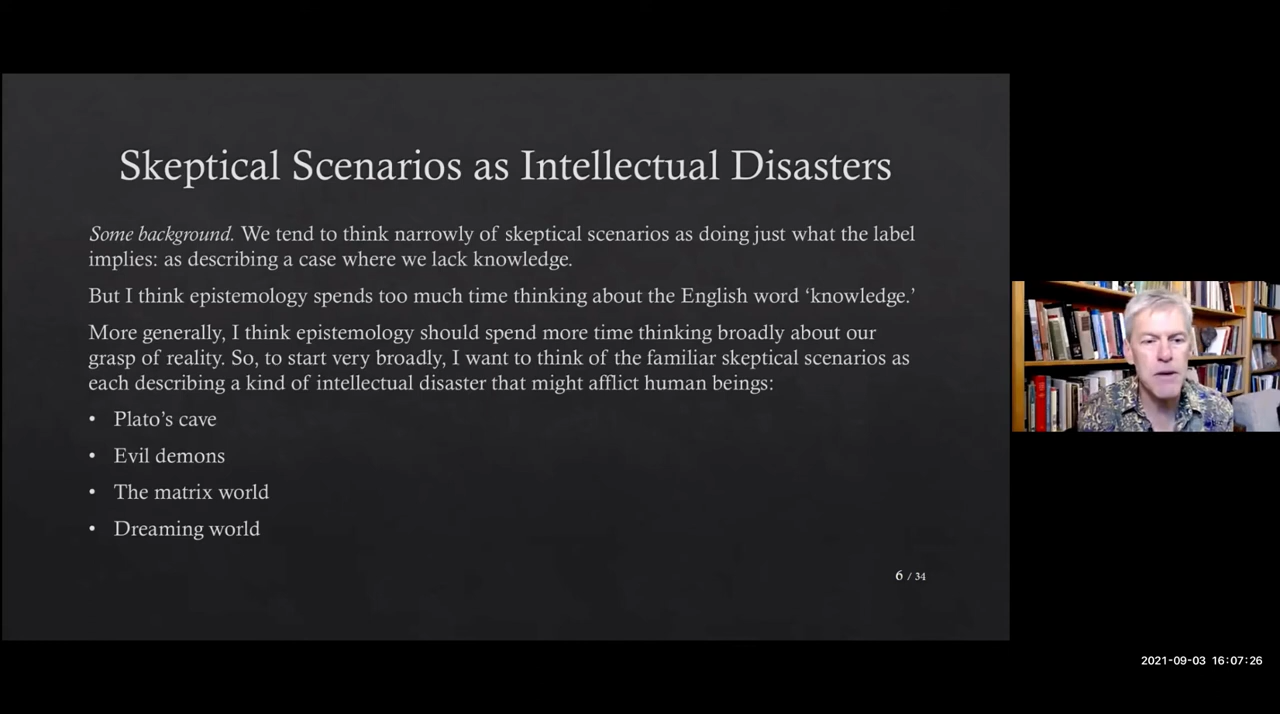 Skeptical Scenarios as Intellectual Disasters
Some background. We tend to think narrowly of skeptical scenarios as doing just what the label
implies: as describing a case where we lack knowledge.
But I think epistemology spends too much time thinking about the English word ‘knowledge.’
More generally, I think epistemology should spend more time thinking broadly about our
grasp of reality. So, to start very broadly, I want to think of the familiar skeptical scenarios as
each describing a kind of intellectual disaster that might afflict human beings:
• Plato’s cave
• Evil demons
• The matrix world
• Dreaming world
6 / 34
2021-09-03 16:07:26